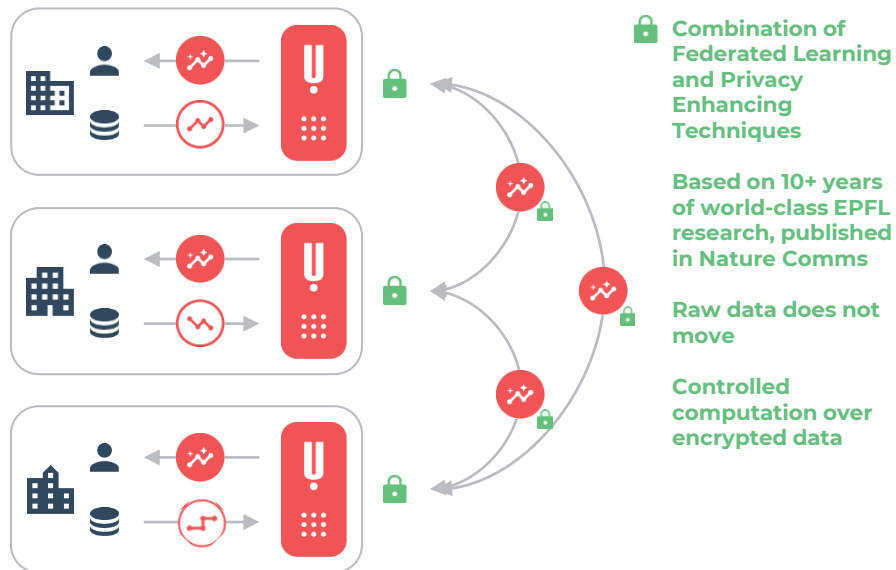 Combination of
Federated Learning
and Privacy
Enhancing
Techniques
Based on 10+ years
of world-class EPFL
research, published
in Nature Comms
Raw data does not
move
Controlled
computation over
encrypted data